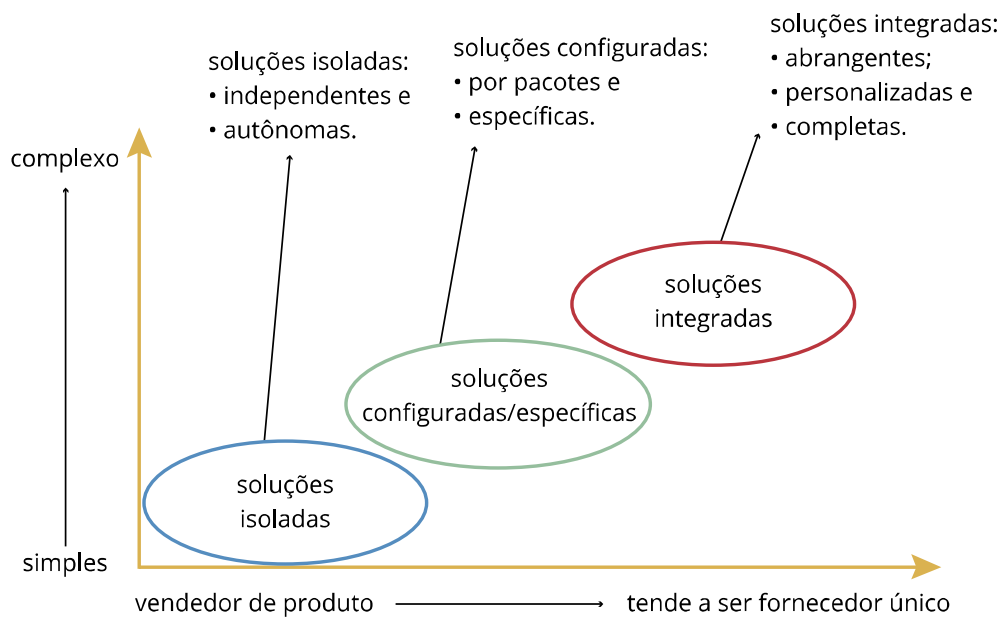 soluções isoladas:
• independentes e
• autônomas.
soluções configuradas:
• por pacotes e
• específicas.
soluções integradas:
• abrangentes;
• personalizadas e
• completas.
complexo
soluções
integradas
soluções
configuradas/específicas
soluções
isoladas
simples
vendedor de produto
tende a ser fornecedor único